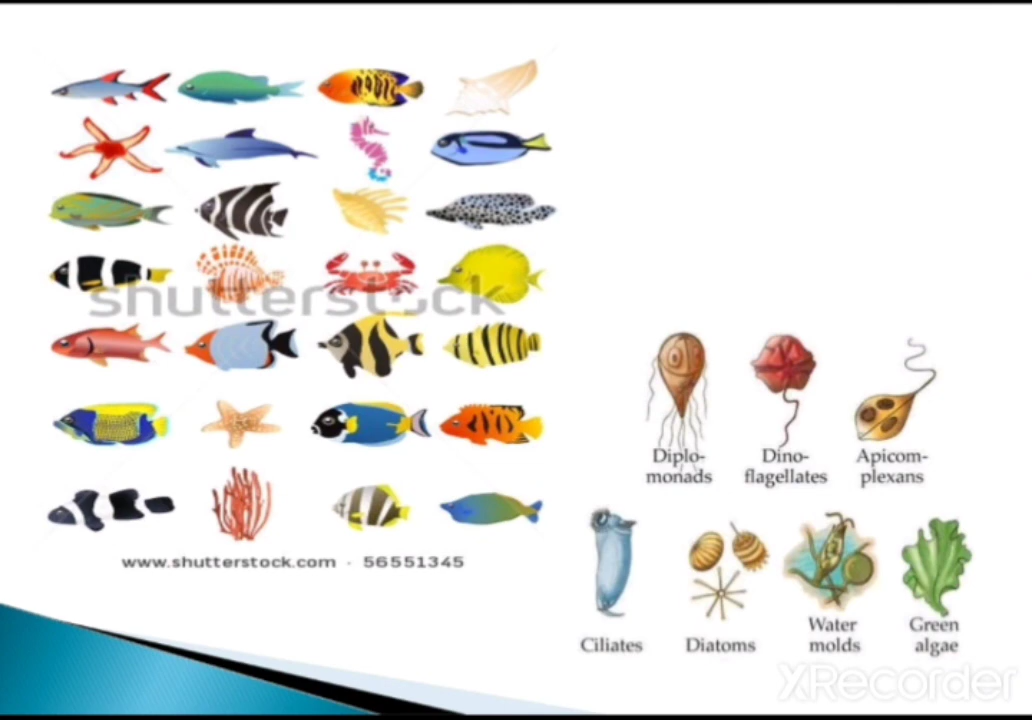 shutterstock
www.shutterstock.com · 56551345
Diplo-
monads
Dino-
flagellates
Apicom-
plexans
Ciliates
Diatoms
Water
molds
Green
algae
XRecorder